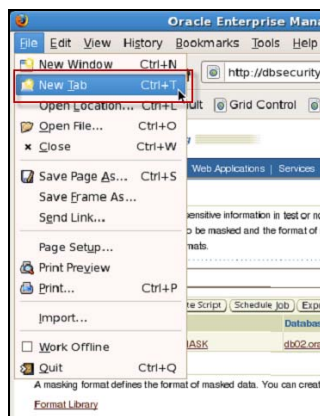 Oracle Enterprise Mana
File Edit View History Bookmarks Tools Help
New Window Ctrl+N
http://dbsecurity
New Tab Ctrl+T
Open Location... Ctrl+L
Grid Control
Open File... Ctrl+O
Close Ctrl+W
Web Applications | Services
Save Page As... Ctrl+S
Save Frame As...
sensitive information in test or no
Send Link...
o be masked and the format of
mats.
Page Setup...
Print Preview
Print... Ctrl+P
te Script Schedule Job Exp
Import...
Databas
Work Offline
MASK db02.ora
Quit Ctrl+Q
A masking format defines the format of masked data. You can creat
Format Library